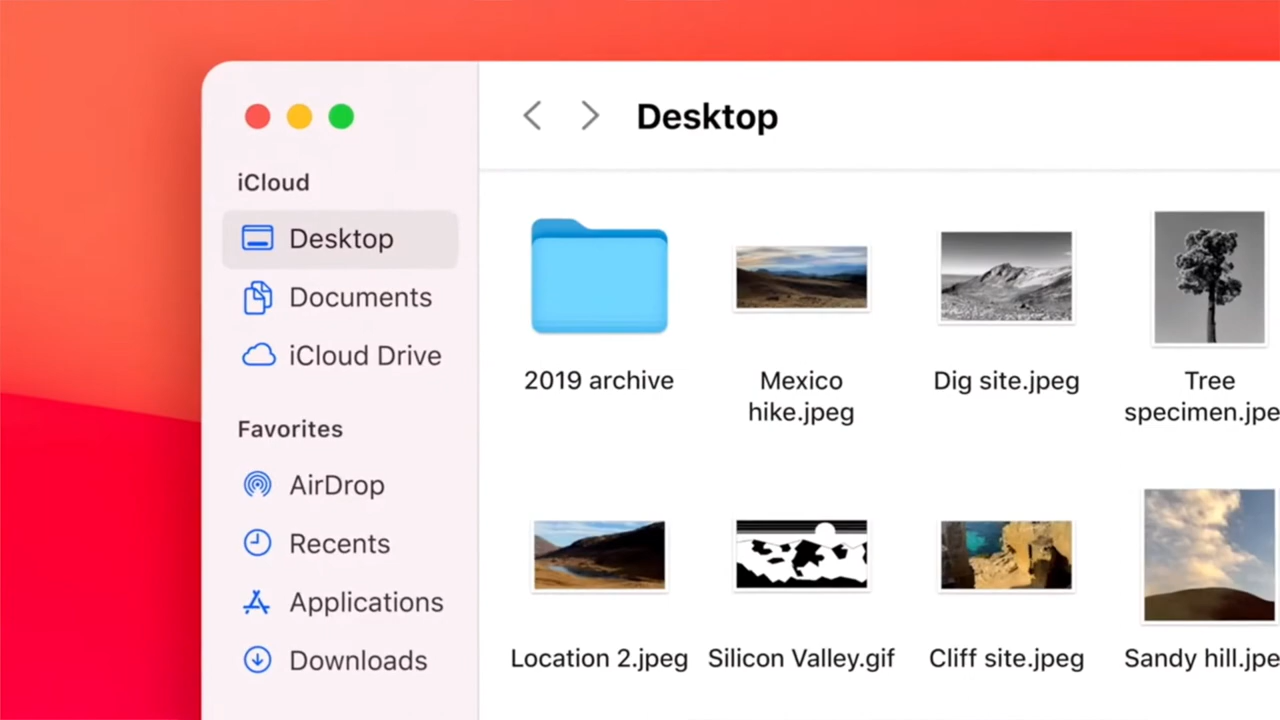 Desktop
iCloud
Desktop
Documents
iCloud Drive
Favorites
AirDrop
Recents
Applications
Downloads
2019 archive
Mexico
hike.jpeg
Dig site.jpeg
Tree
specimen.jpe
Location 2.jpeg
Silicon Valley.gif
Cliff site.jpeg
Sandy hill.jpe